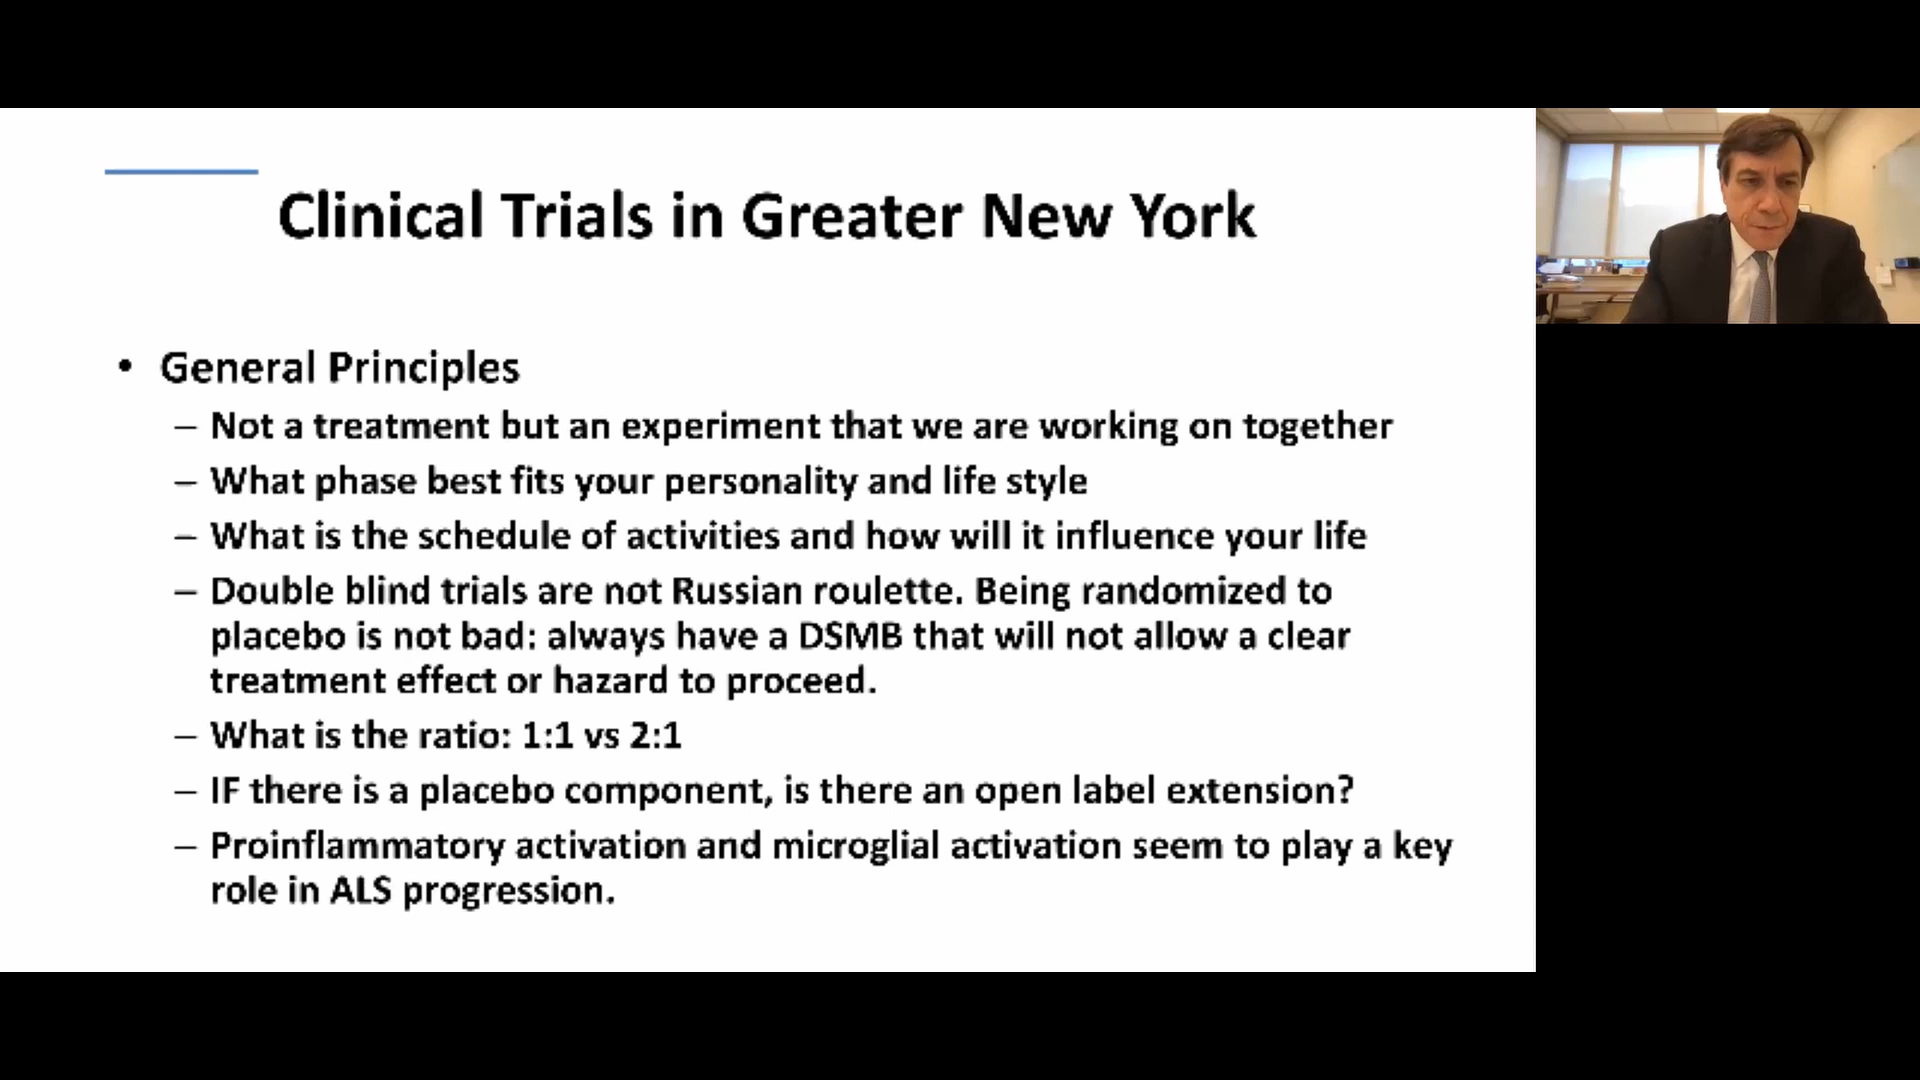 Clinical Trials in Greater New York
• General Principles
– Not a treatment but an experiment that we are working on together
– What phase best fits your personality and life style
– What is the schedule of activities and how will it influence your life
– Double blind trials are not Russian roulette. Being randomized to
placebo is not bad: always have a DSMB that will not allow a clear
treatment effect or hazard to proceed.
– What is the ratio: 1:1 vs 2:1
– IF there is a placebo component, is there an open label extension?
– Proinflammatory activation and microglial activation seem to play a key
role in ALS progression.